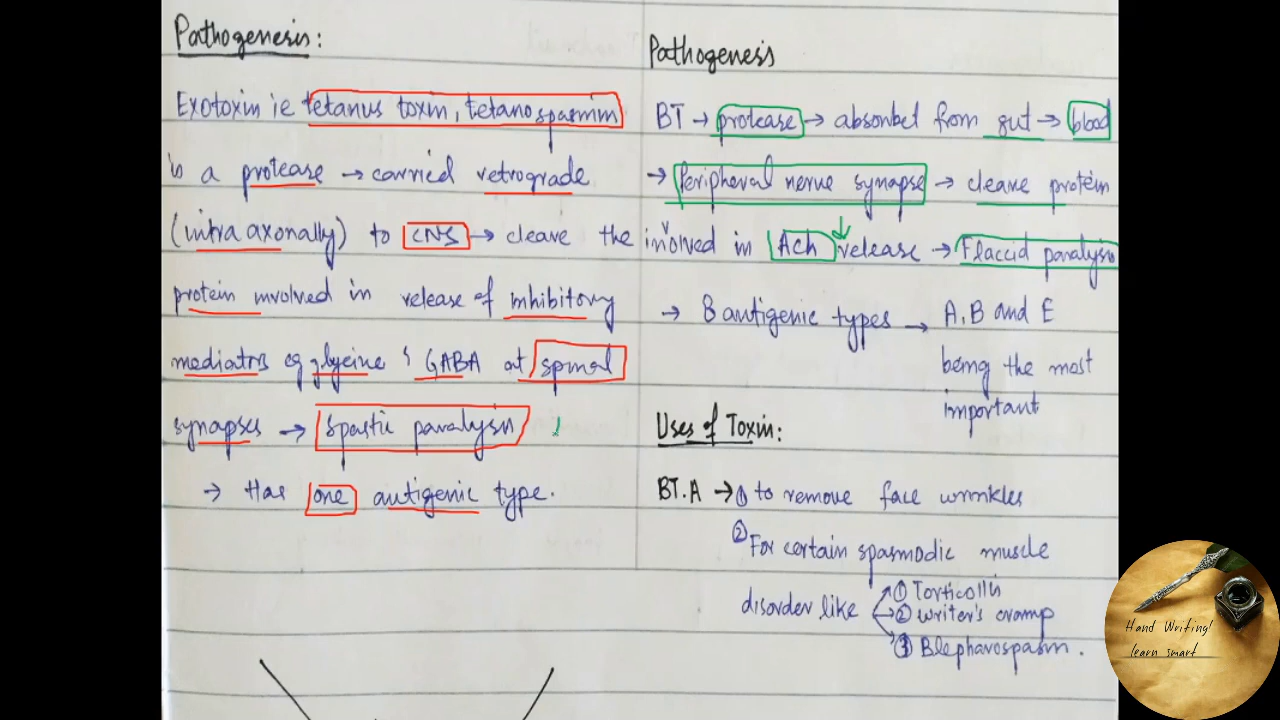 Pathogenesis:
Exotoxin ie tetanus toxin, tetanospasmin
is a protease → carried retrograde
(intra axonally) to CNS → cleave the
protein involved in release of inhibitory
mediators eg glycine & GABA at spinal
synapses → Spastic paralysis
→ Has one antigenic type.
Pathogenesis
BT → protease → absorbed from gut → blood
→ Peripheral nerve synapse → cleave protein
involved in Ach ↓ release → Flaccid paralysis
→ 8 antigenic types → A, B and E
being the most
important
Uses of Toxin:
BT.A → ① to remove face wrinkles
② For certain spasmodic muscle
disorder like → ① Torticollis
→ ② writer's cramp
→ ③ Blepharospasm.
Hand Writing!
learn smart